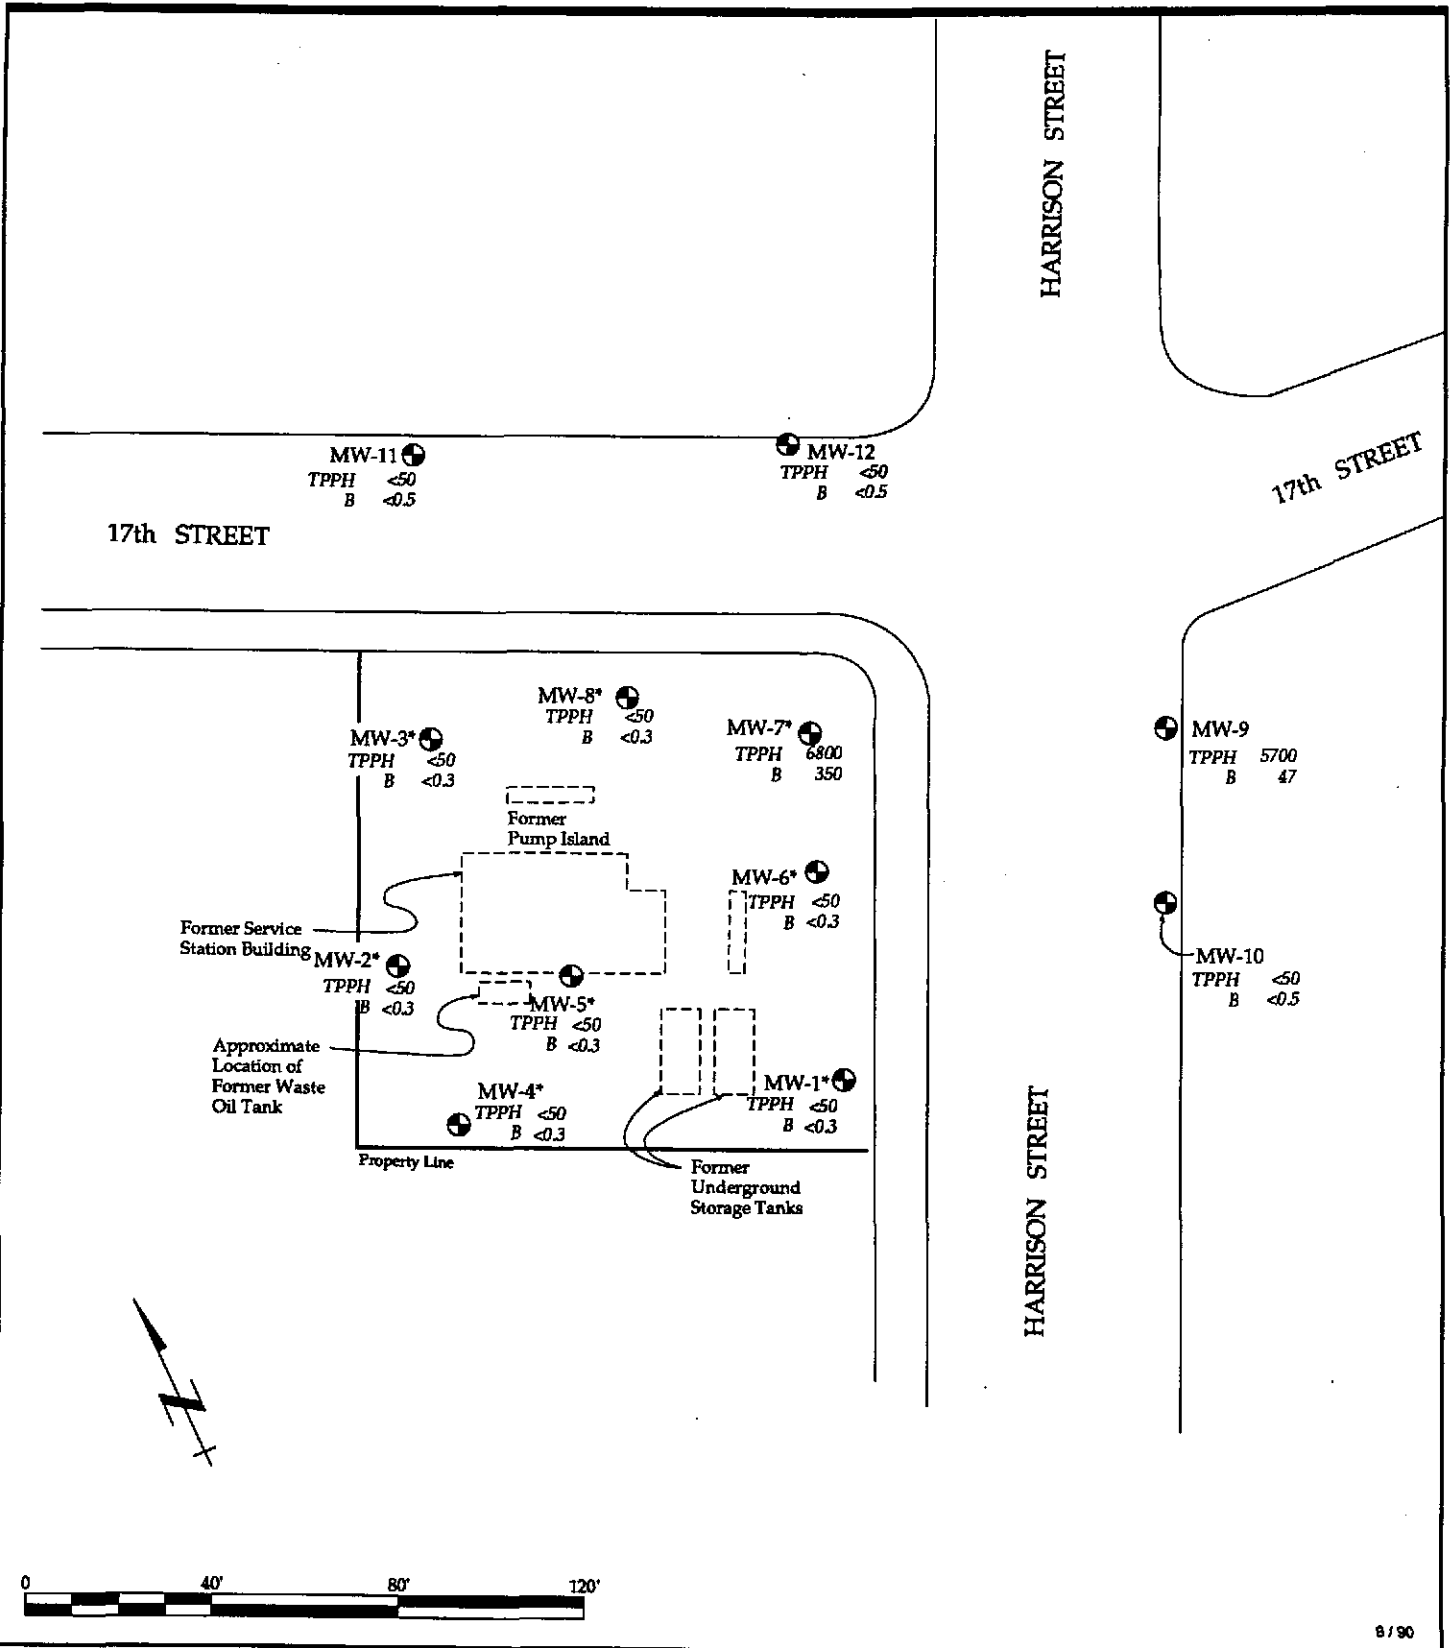 HARRISON STREET
MW-11
TPPH <50
B <0.5
MW-12
TPPH <50
B <0.5
17th STREET
17th STREET
MW-8*
TPPH <50
B <0.3
MW-7*
TPPH 6800
B 350
MW-3*
TPPH <50
B <0.3
MW-9
TPPH 5700
B 47
Former
Pump Island
MW-6*
TPPH <50
B <0.3
Former Service
Station Building
MW-2*
TPPH <50
B <0.3
MW-5*
TPPH <50
B <0.3
MW-10
TPPH <50
B <0.5
Approximate
Location of
Former Waste
Oil Tank
MW-4*
TPPH <50
B <0.3
MW-1*
TPPH <50
B <0.3
Property Line
Former
Underground
Storage Tanks
HARRISON STREET
0 40' 80' 120'
8/90